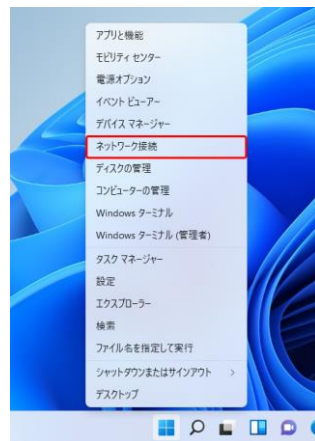 アプリと機能
モビリティ センター
電源オプション
イベント ビューアー
デバイス マネージャー
ネットワーク接続
ディスクの管理
コンピューターの管理
Windows ターミナル
Windows ターミナル (管理者)
タスク マネージャー
設定
エクスプローラー
検索
ファイル名を指定して実行
シャットダウンまたはサインアウト
デスクトップ